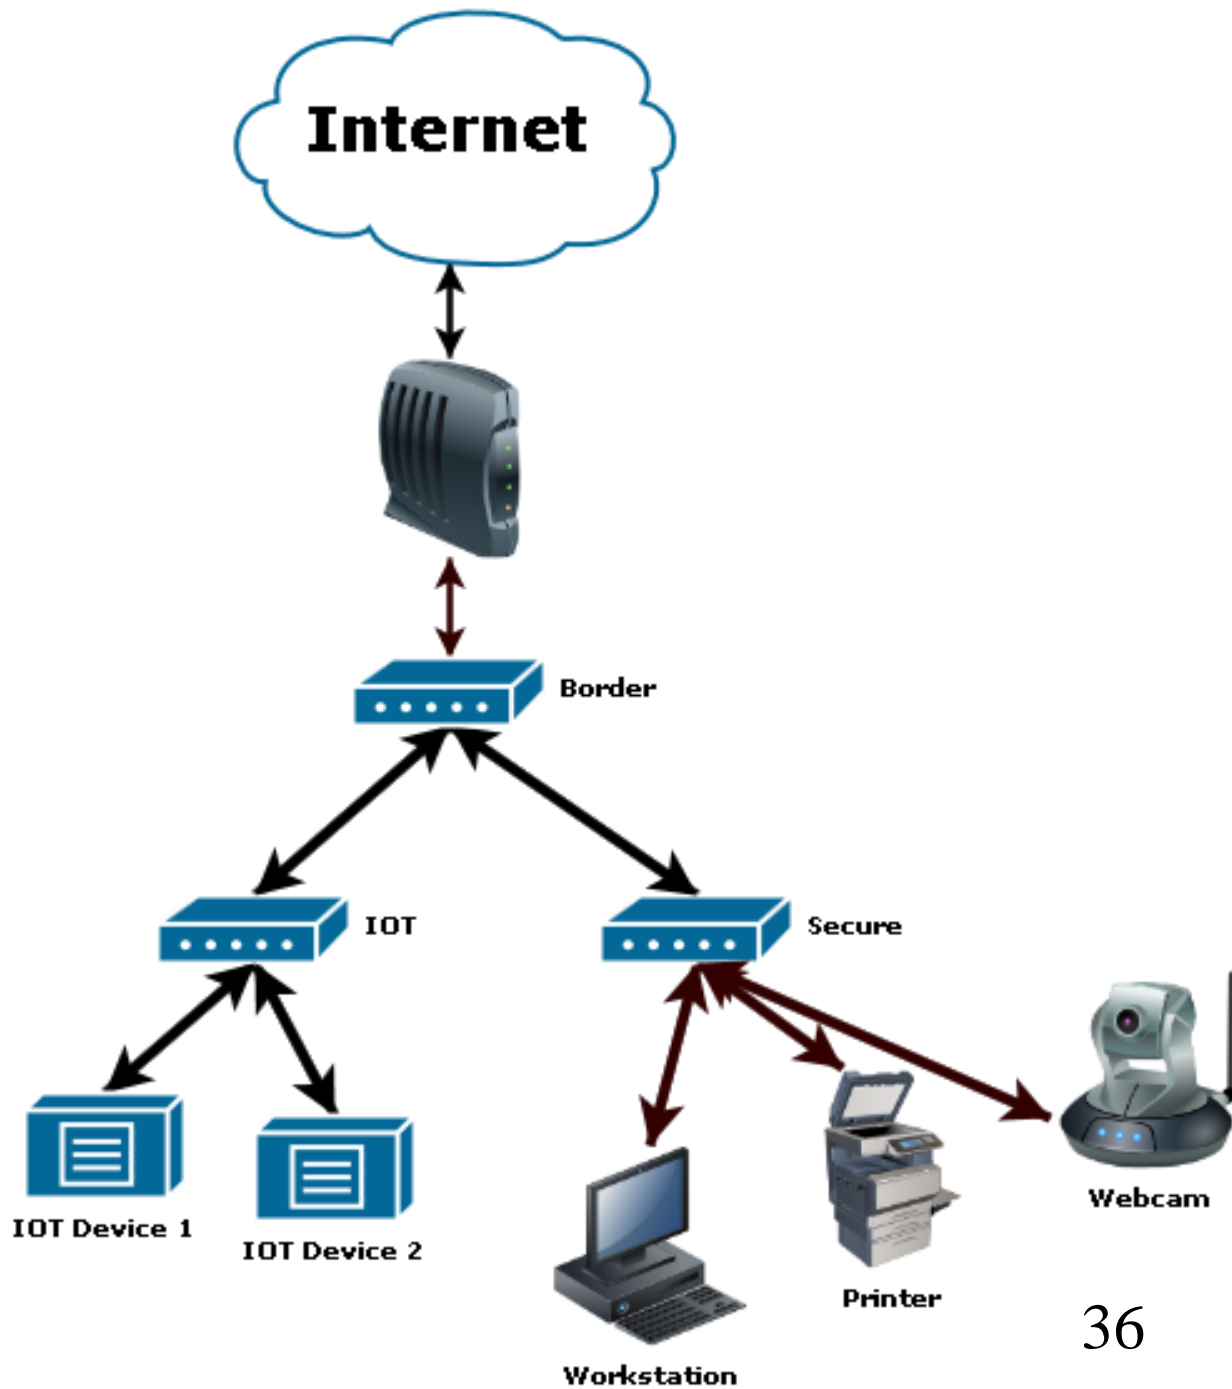 Internet
Border
IOT
Secure
IOT Device 1
IOT Device 2
Webcam
Printer
Workstation
36